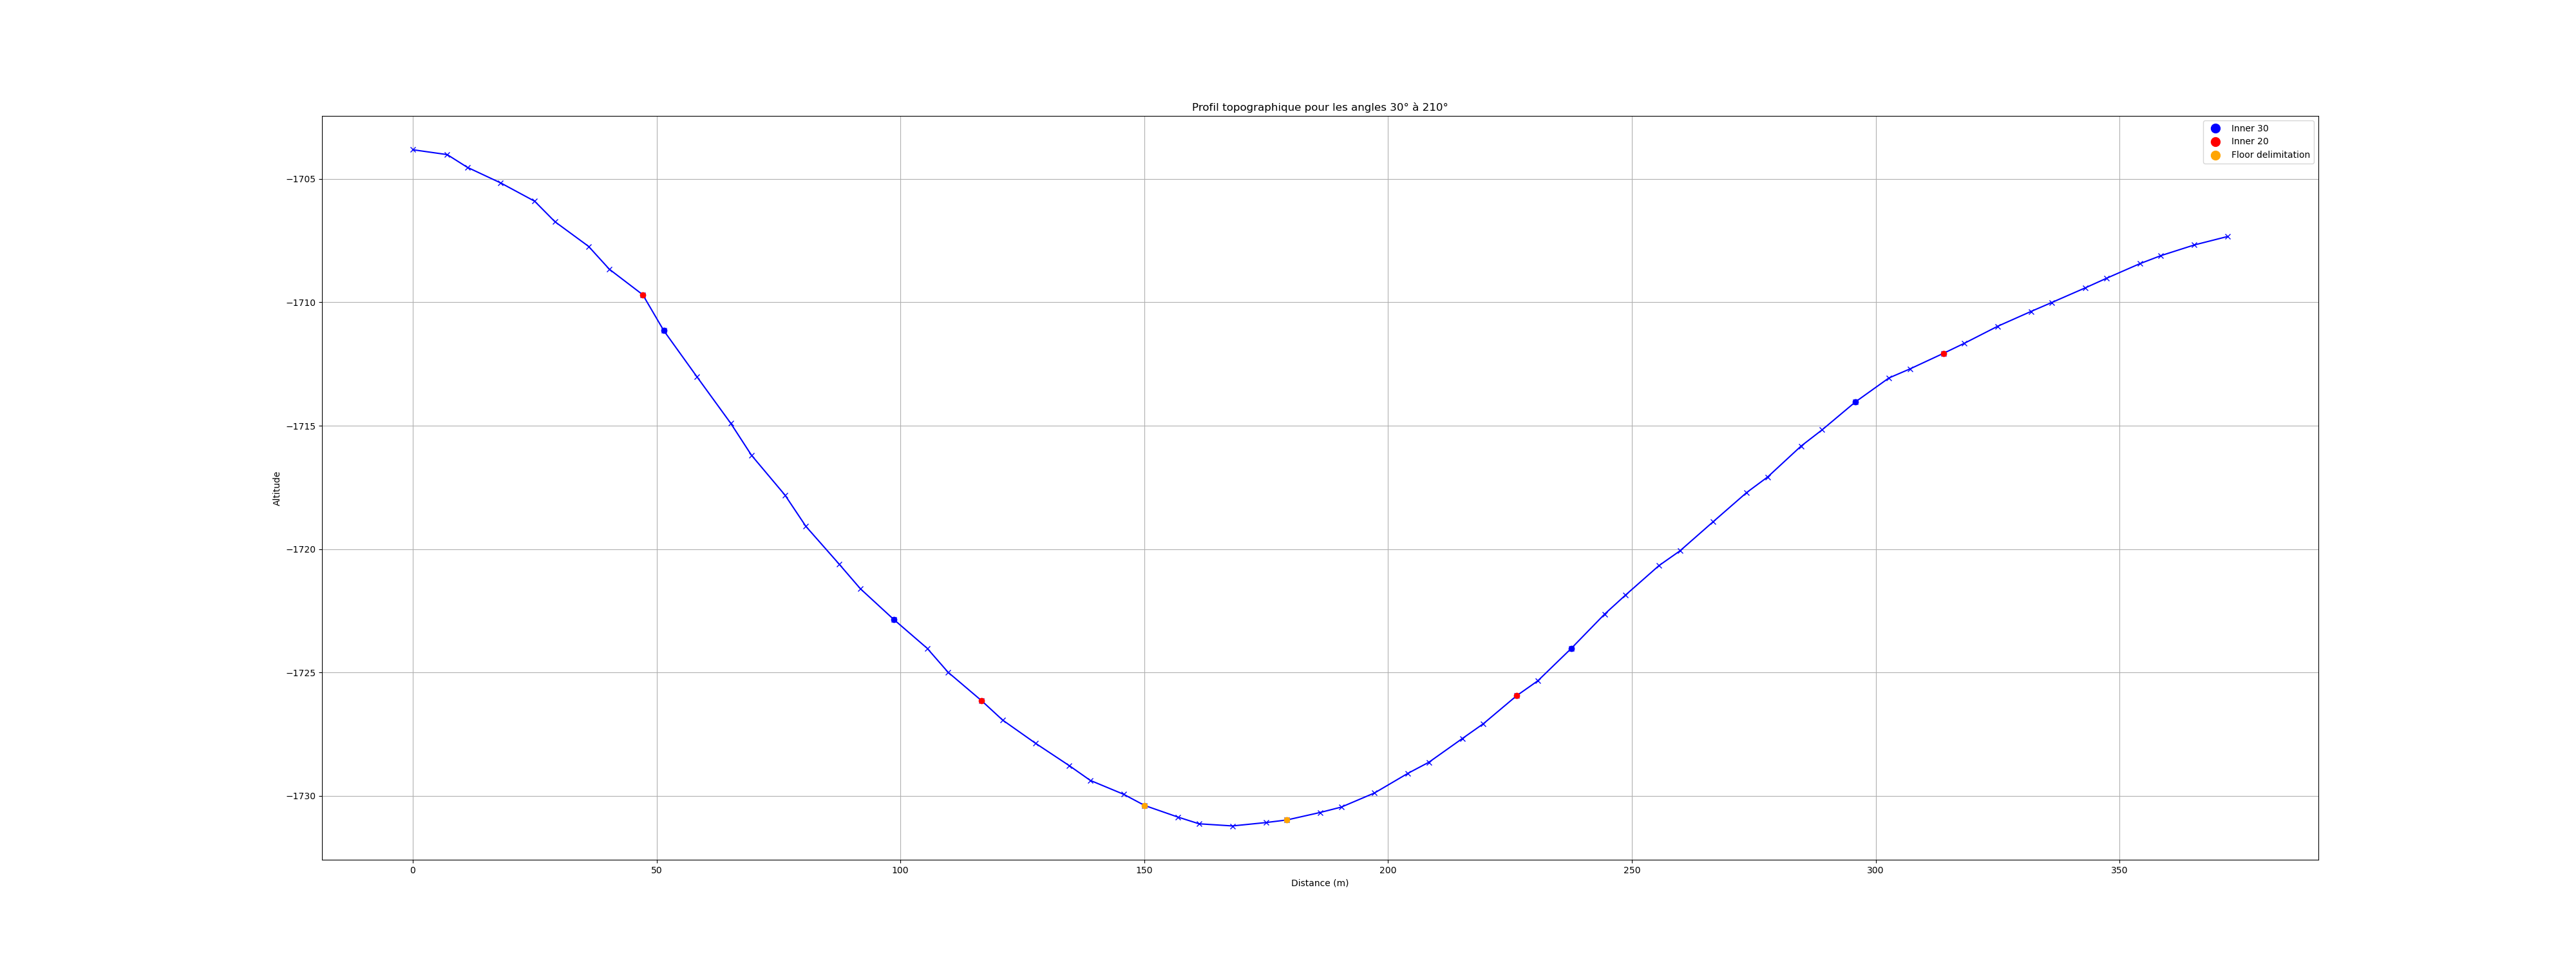 Profil topographique pour les angles 30° à 210°
Inner 30
Inner 20
Floor delimitation
−1705
−1710
−1715
−1720
−1725
−1730
Altitude
0 50 100 150 200 250 300 350
Distance (m)